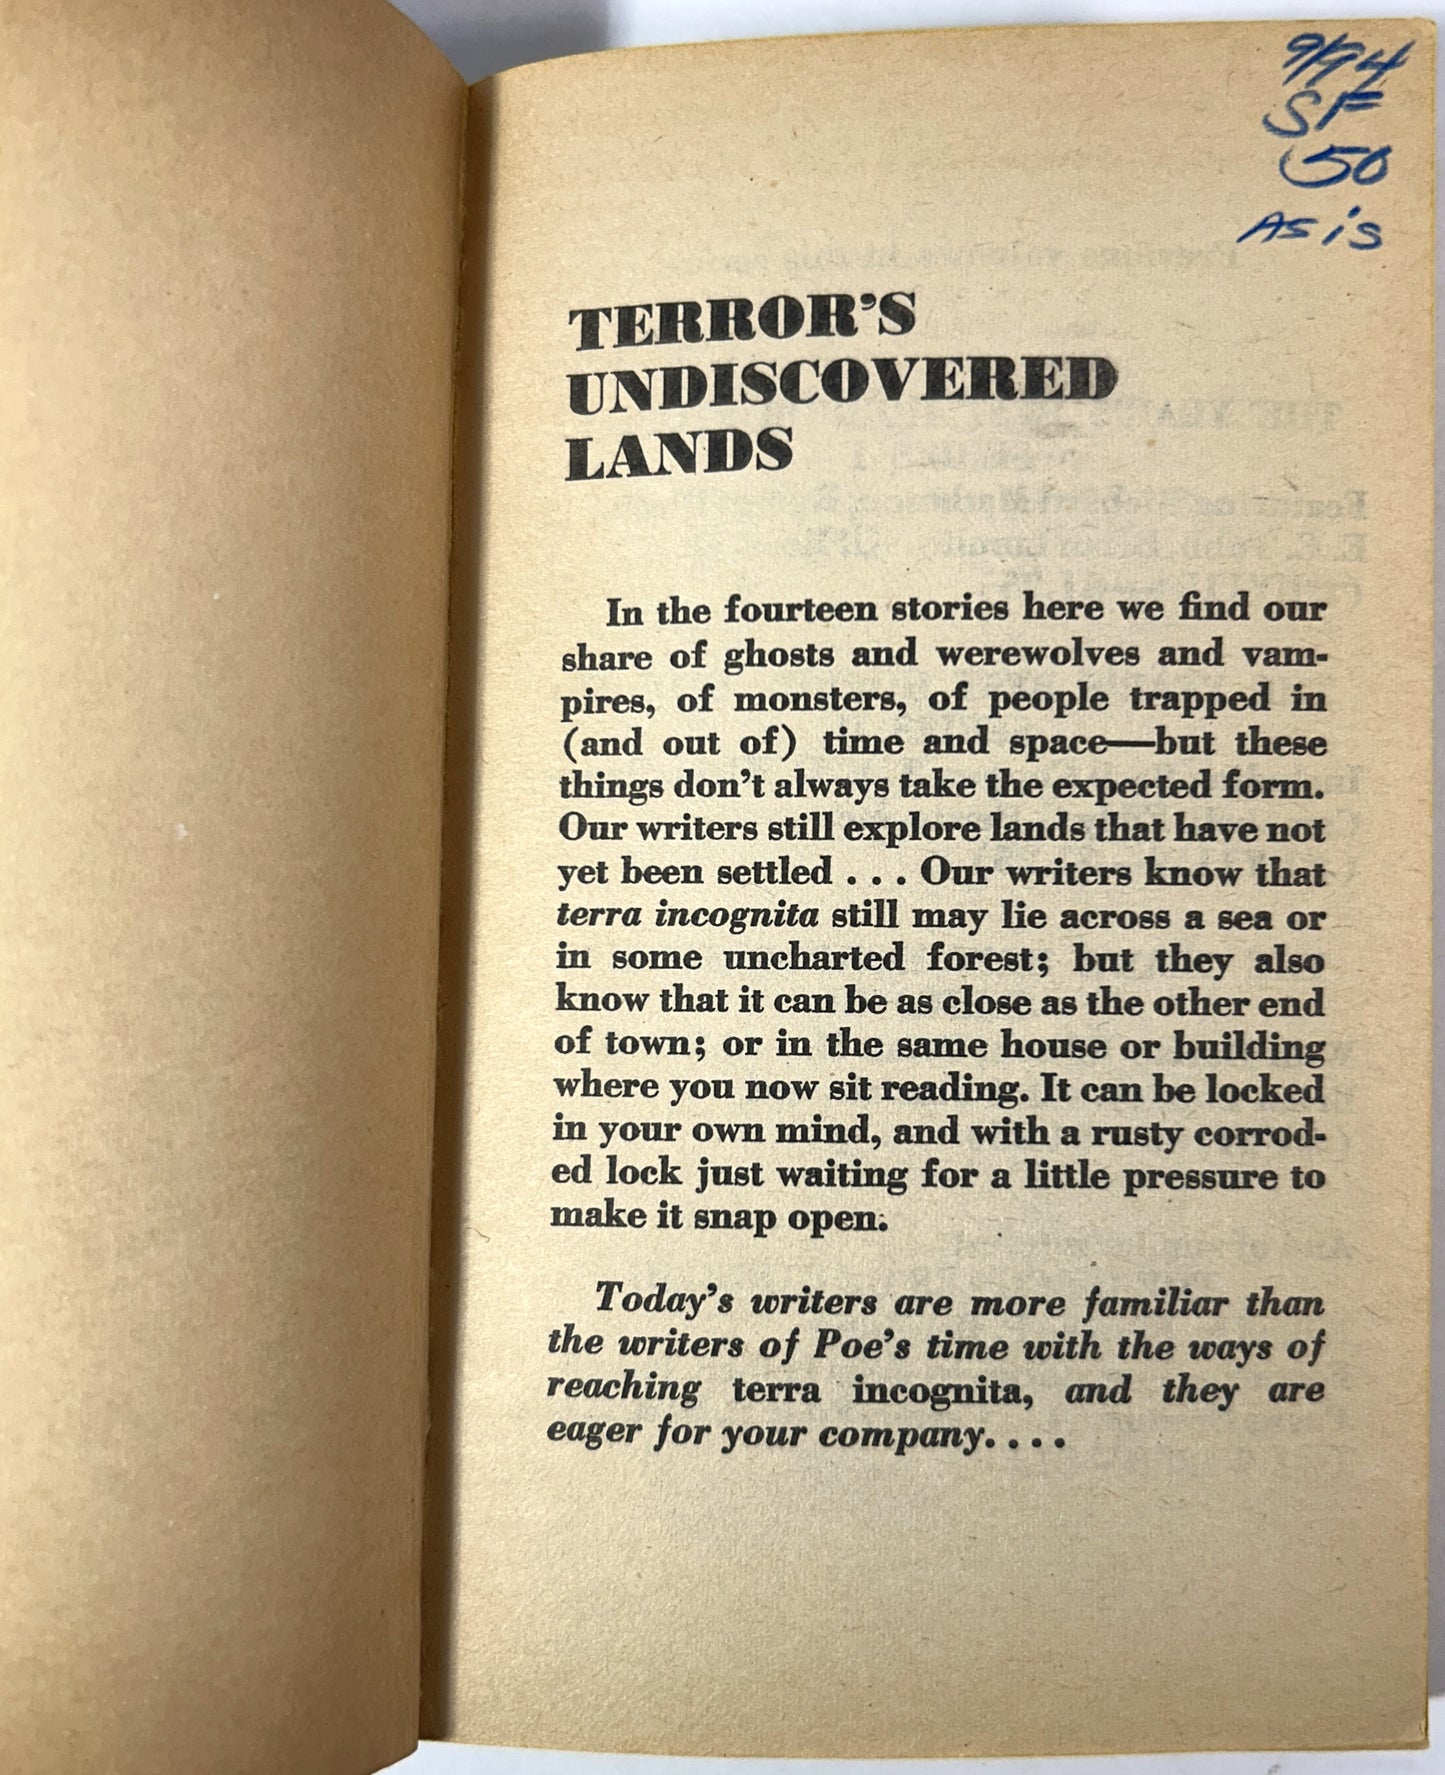 9/94
SF
50
AS is
TERROR'S
UNDISCOVERED
LANDS
In the fourteen stories here we find our
share of ghosts and werewolves and vam-
pires, of monsters, of people trapped in
(and out of) time and space—but these
things don't always take the expected form.
Our writers still explore lands that have not
yet been settled . . . Our writers know that
terra incognita still may lie across a sea or
in some uncharted forest; but they also
know that it can be as close as the other end
of town; or in the same house or building
where you now sit reading. It can be locked
in your own mind, and with a rusty corrod-
ed lock just waiting for a little pressure to
make it snap open.
Today's writers are more familiar than
the writers of Poe's time with the ways of
reaching terra incognita, and they are
eager for your company. . . .